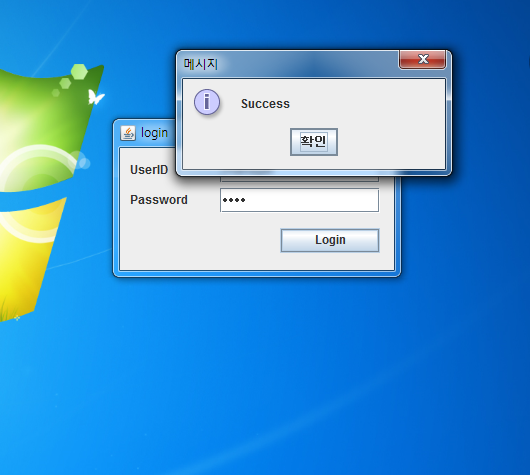 메시지
Success
확인
login
UserID
Password
••••
Login